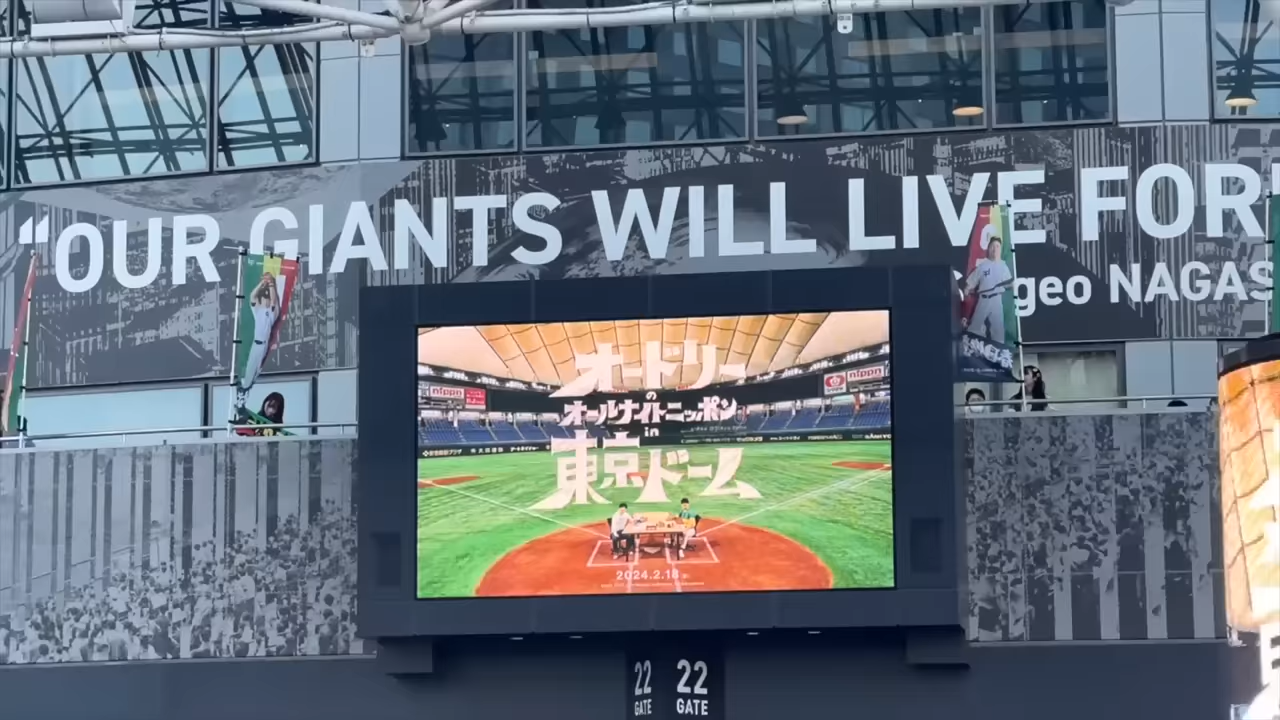 “OUR GIANTS WILL LIVE FOR
geo NAGAS
オードリー
の
オールナイトニッポン
in
東京ドーム
nippn
nippn
2024.2.18
22 22
GATE GATE